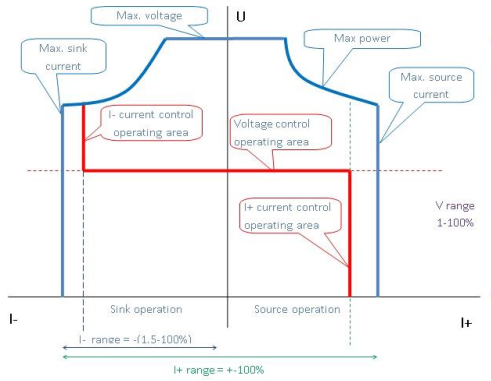 Max. voltage
U
Max. sink
current
Max power
Max. source
current
I- current control
operating area
Voltage control
operating area
I+ current control
operating area
V range
1-100%
Sink operation
Source operation
I-
I+
I- range = -(1.5-100%)
I+ range = +-100%